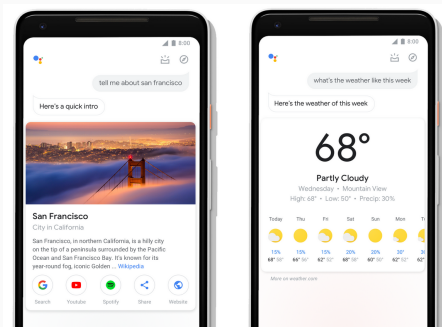 8:00
tell me about san francisco
Here's a quick intro
San Francisco
City in California
San Francisco, in northern California, is a hilly city
on the tip of a peninsula surrounded by the Pacific
Ocean and San Francisco Bay. It's known for its
year-round fog, iconic Golden ... Wikipedia
Search Youtube Spotify Share Website
8:00
what's the weather like this week
Here's the weather of this week
68°
Partly Cloudy
Wednesday • Mountain View
High: 68° • Low: 50° • Precip: 30%
Today Thu Fri Sat Sun Mon
15% 15% 15% 20% 20%
More on weather.com